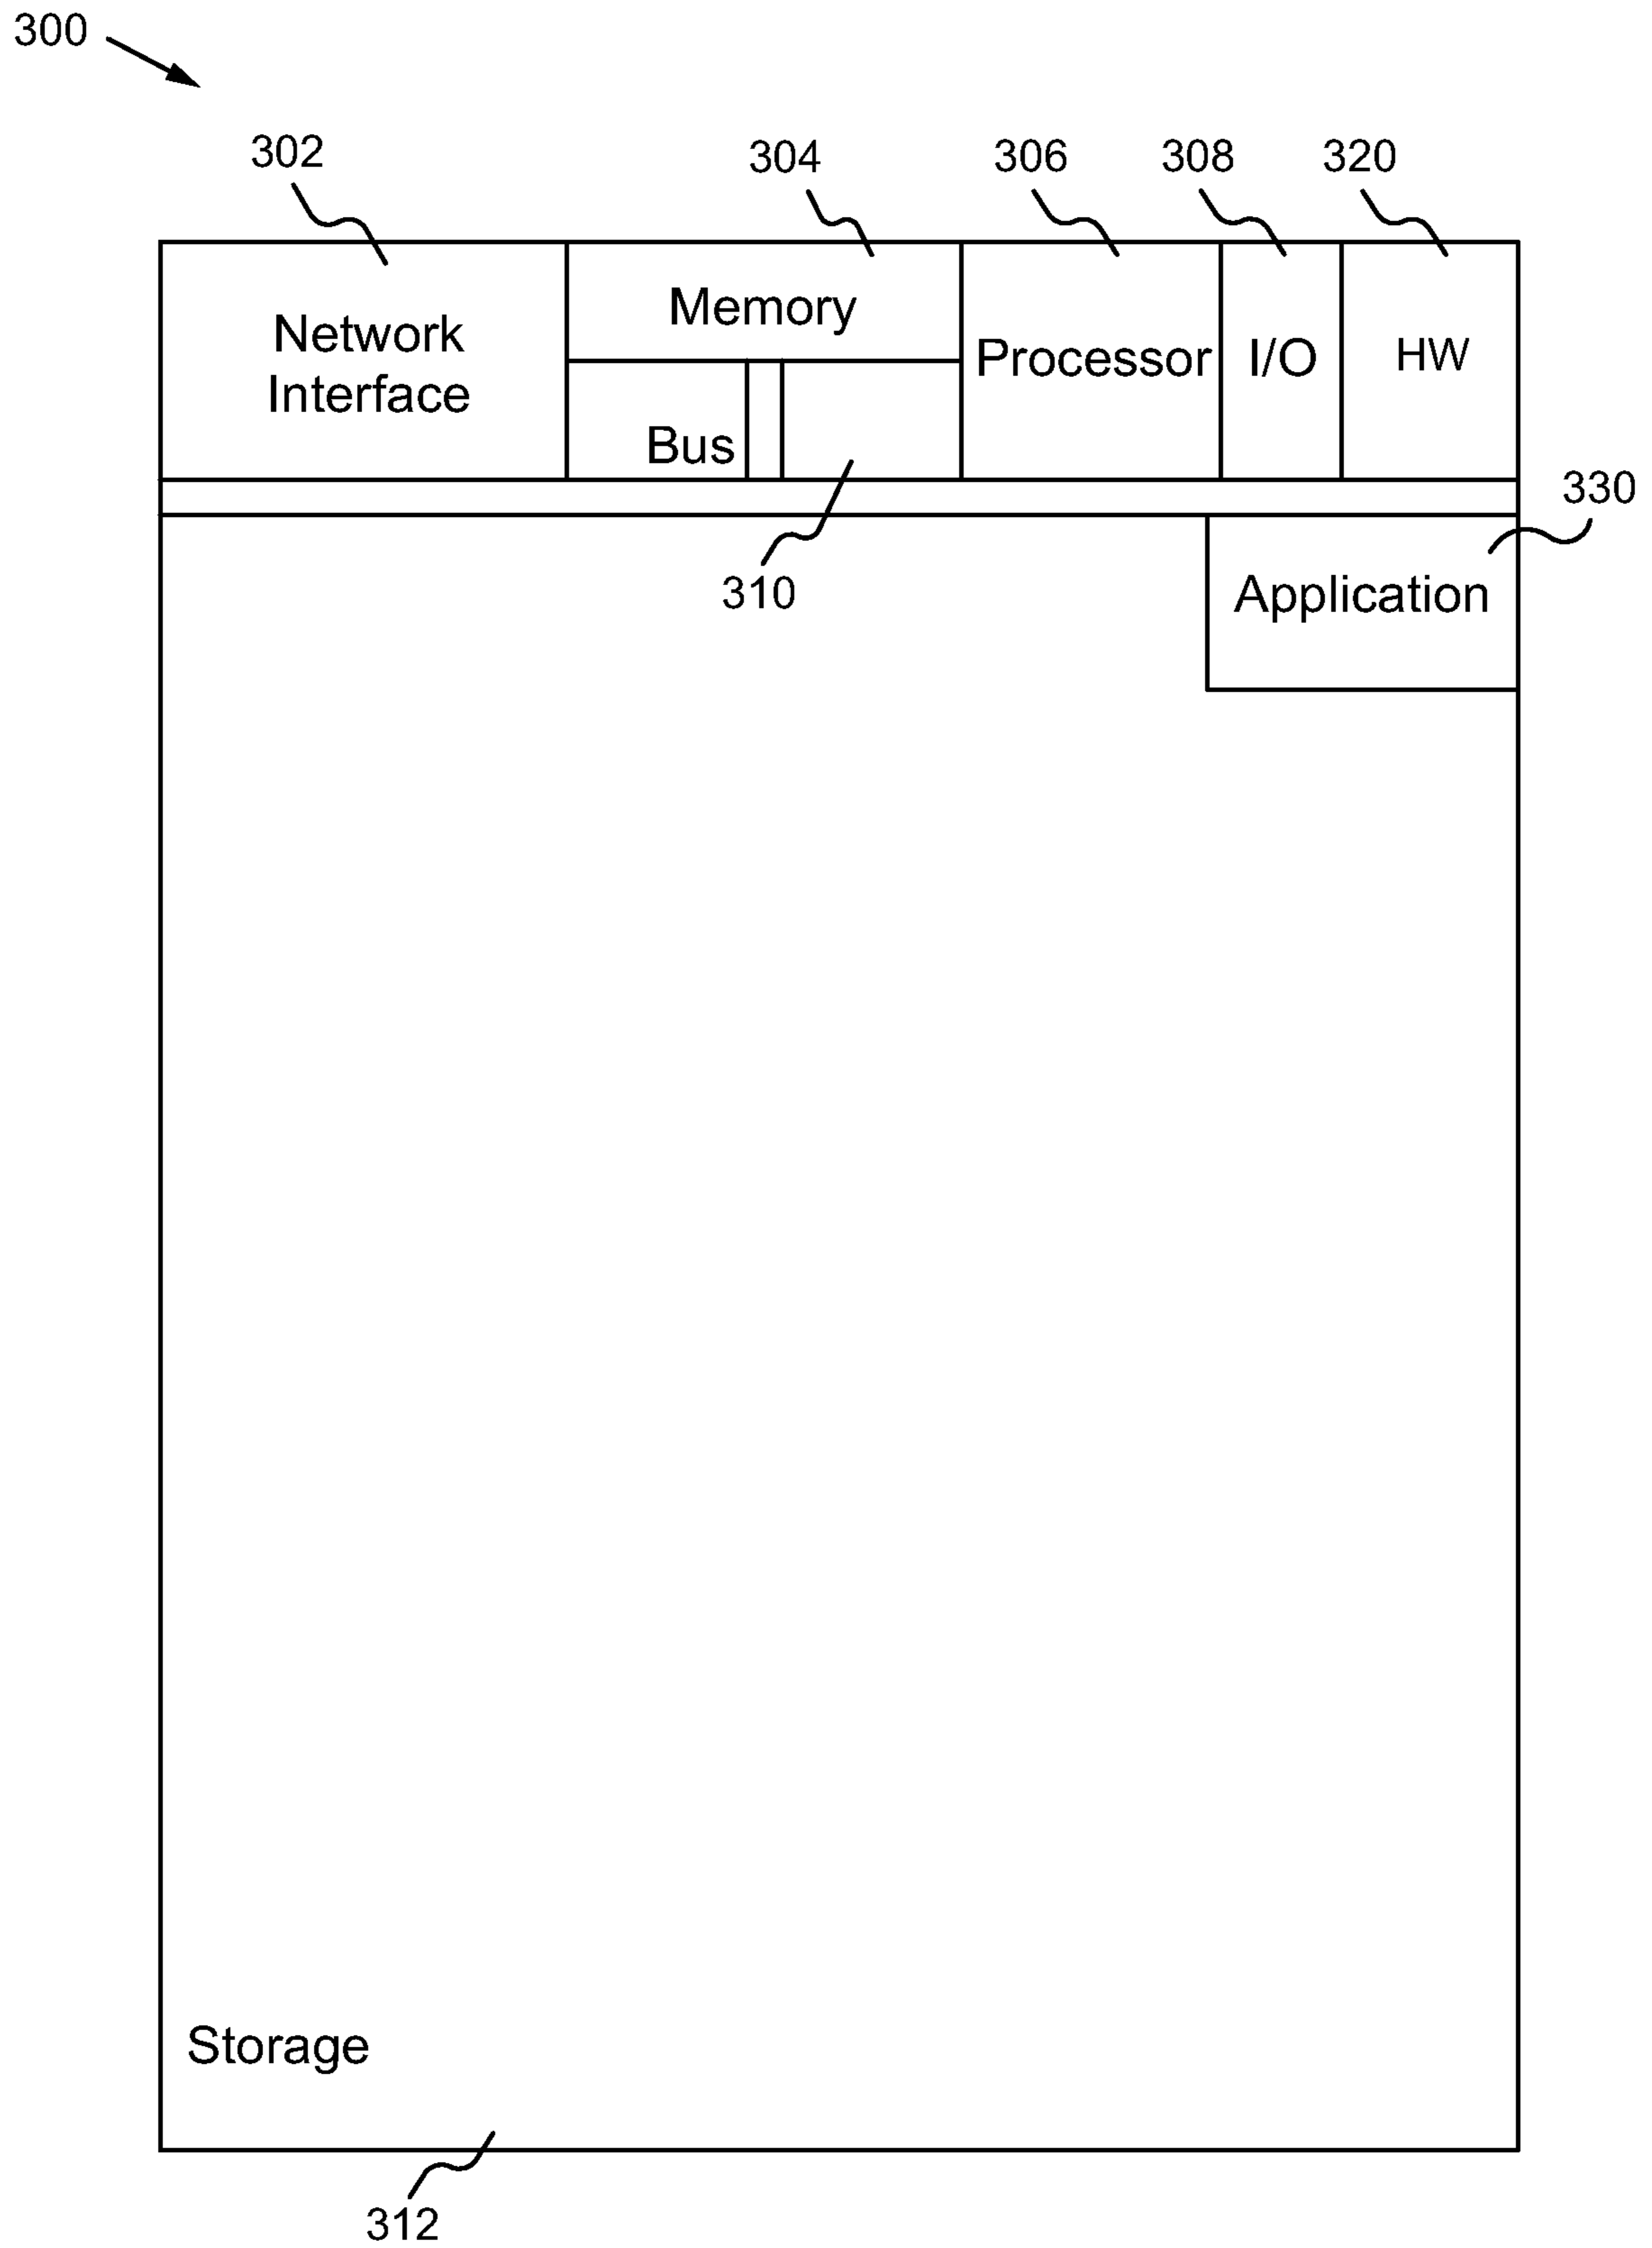 300
302
304
306
308
320
Network
Interface
Memory
Processor
I/O
HW
Bus
330
310
Application
Storage
312